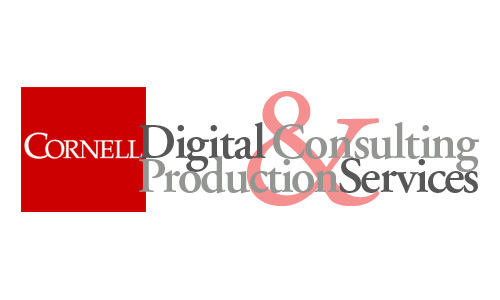 CORNELL
Digital Consulting
&
Production Services